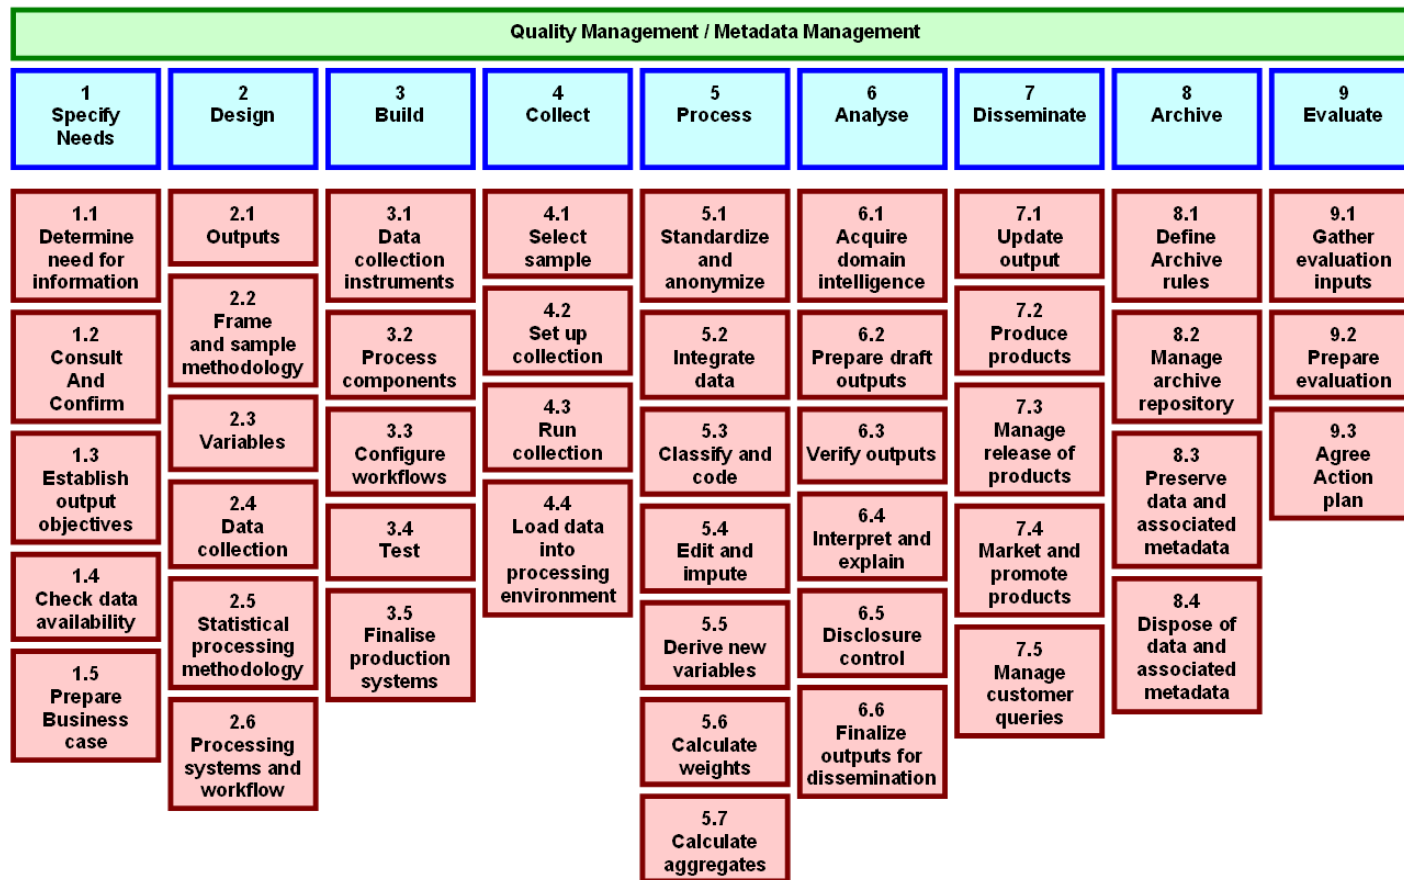 Quality Management / Metadata Management
1
Specify
Needs
2
Design
3
Build
4
Collect
5
Process
6
Analyse
7
Disseminate
8
Archive
9
Evaluate
1.1
Determine
need for
information
1.2
Consult
And
Confirm
1.3
Establish
output
objectives
1.4
Check data
availability
1.5
Prepare
Business
case
2.1
Outputs
2.2
Frame
and sample
methodology
2.3
Variables
2.4
Data
collection
2.5
Statistical
processing
methodology
2.6
Processing
systems and
workflow
3.1
Data
collection
instruments
3.2
Process
components
3.3
Configure
workflows
3.4
Test
3.5
Finalise
production
systems
4.1
Select
sample
4.2
Set up
collection
4.3
Run
collection
4.4
Load data
into
processing
environment
5.1
Standardize
and
anonymize
5.2
Integrate
data
5.3
Classify and
code
5.4
Edit and
impute
5.5
Derive new
variables
5.6
Calculate
weights
5.7
Calculate
aggregates
6.1
Acquire
domain
intelligence
6.2
Prepare draft
outputs
6.3
Verify outputs
6.4
Interpret and
explain
6.5
Disclosure
control
6.6
Finalize
outputs for
dissemination
7.1
Update
output
7.2
Produce
products
7.3
Manage
release of
products
7.4
Market and
promote
products
7.5
Manage
customer
queries
8.1
Define
Archive
rules
8.2
Manage
archive
repository
8.3
Preserve
data and
associated
metadata
8.4
Dispose of
data and
associated
metadata
9.1
Gather
evaluation
inputs
9.2
Prepare
evaluation
9.3
Agree
Action
plan